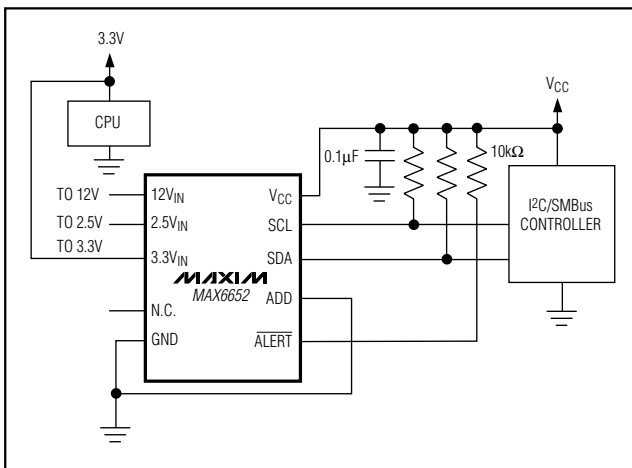 3.3V
CPU
TO 12V
TO 2.5V
TO 3.3V
12VIN
2.5VIN
3.3VIN
N.C.
GND
MAXIM
MAX6652
VCC
SCL
SDA
ADD
ALERT
0.1μF
10kΩ
VCC
I2C/SMBus
CONTROLLER